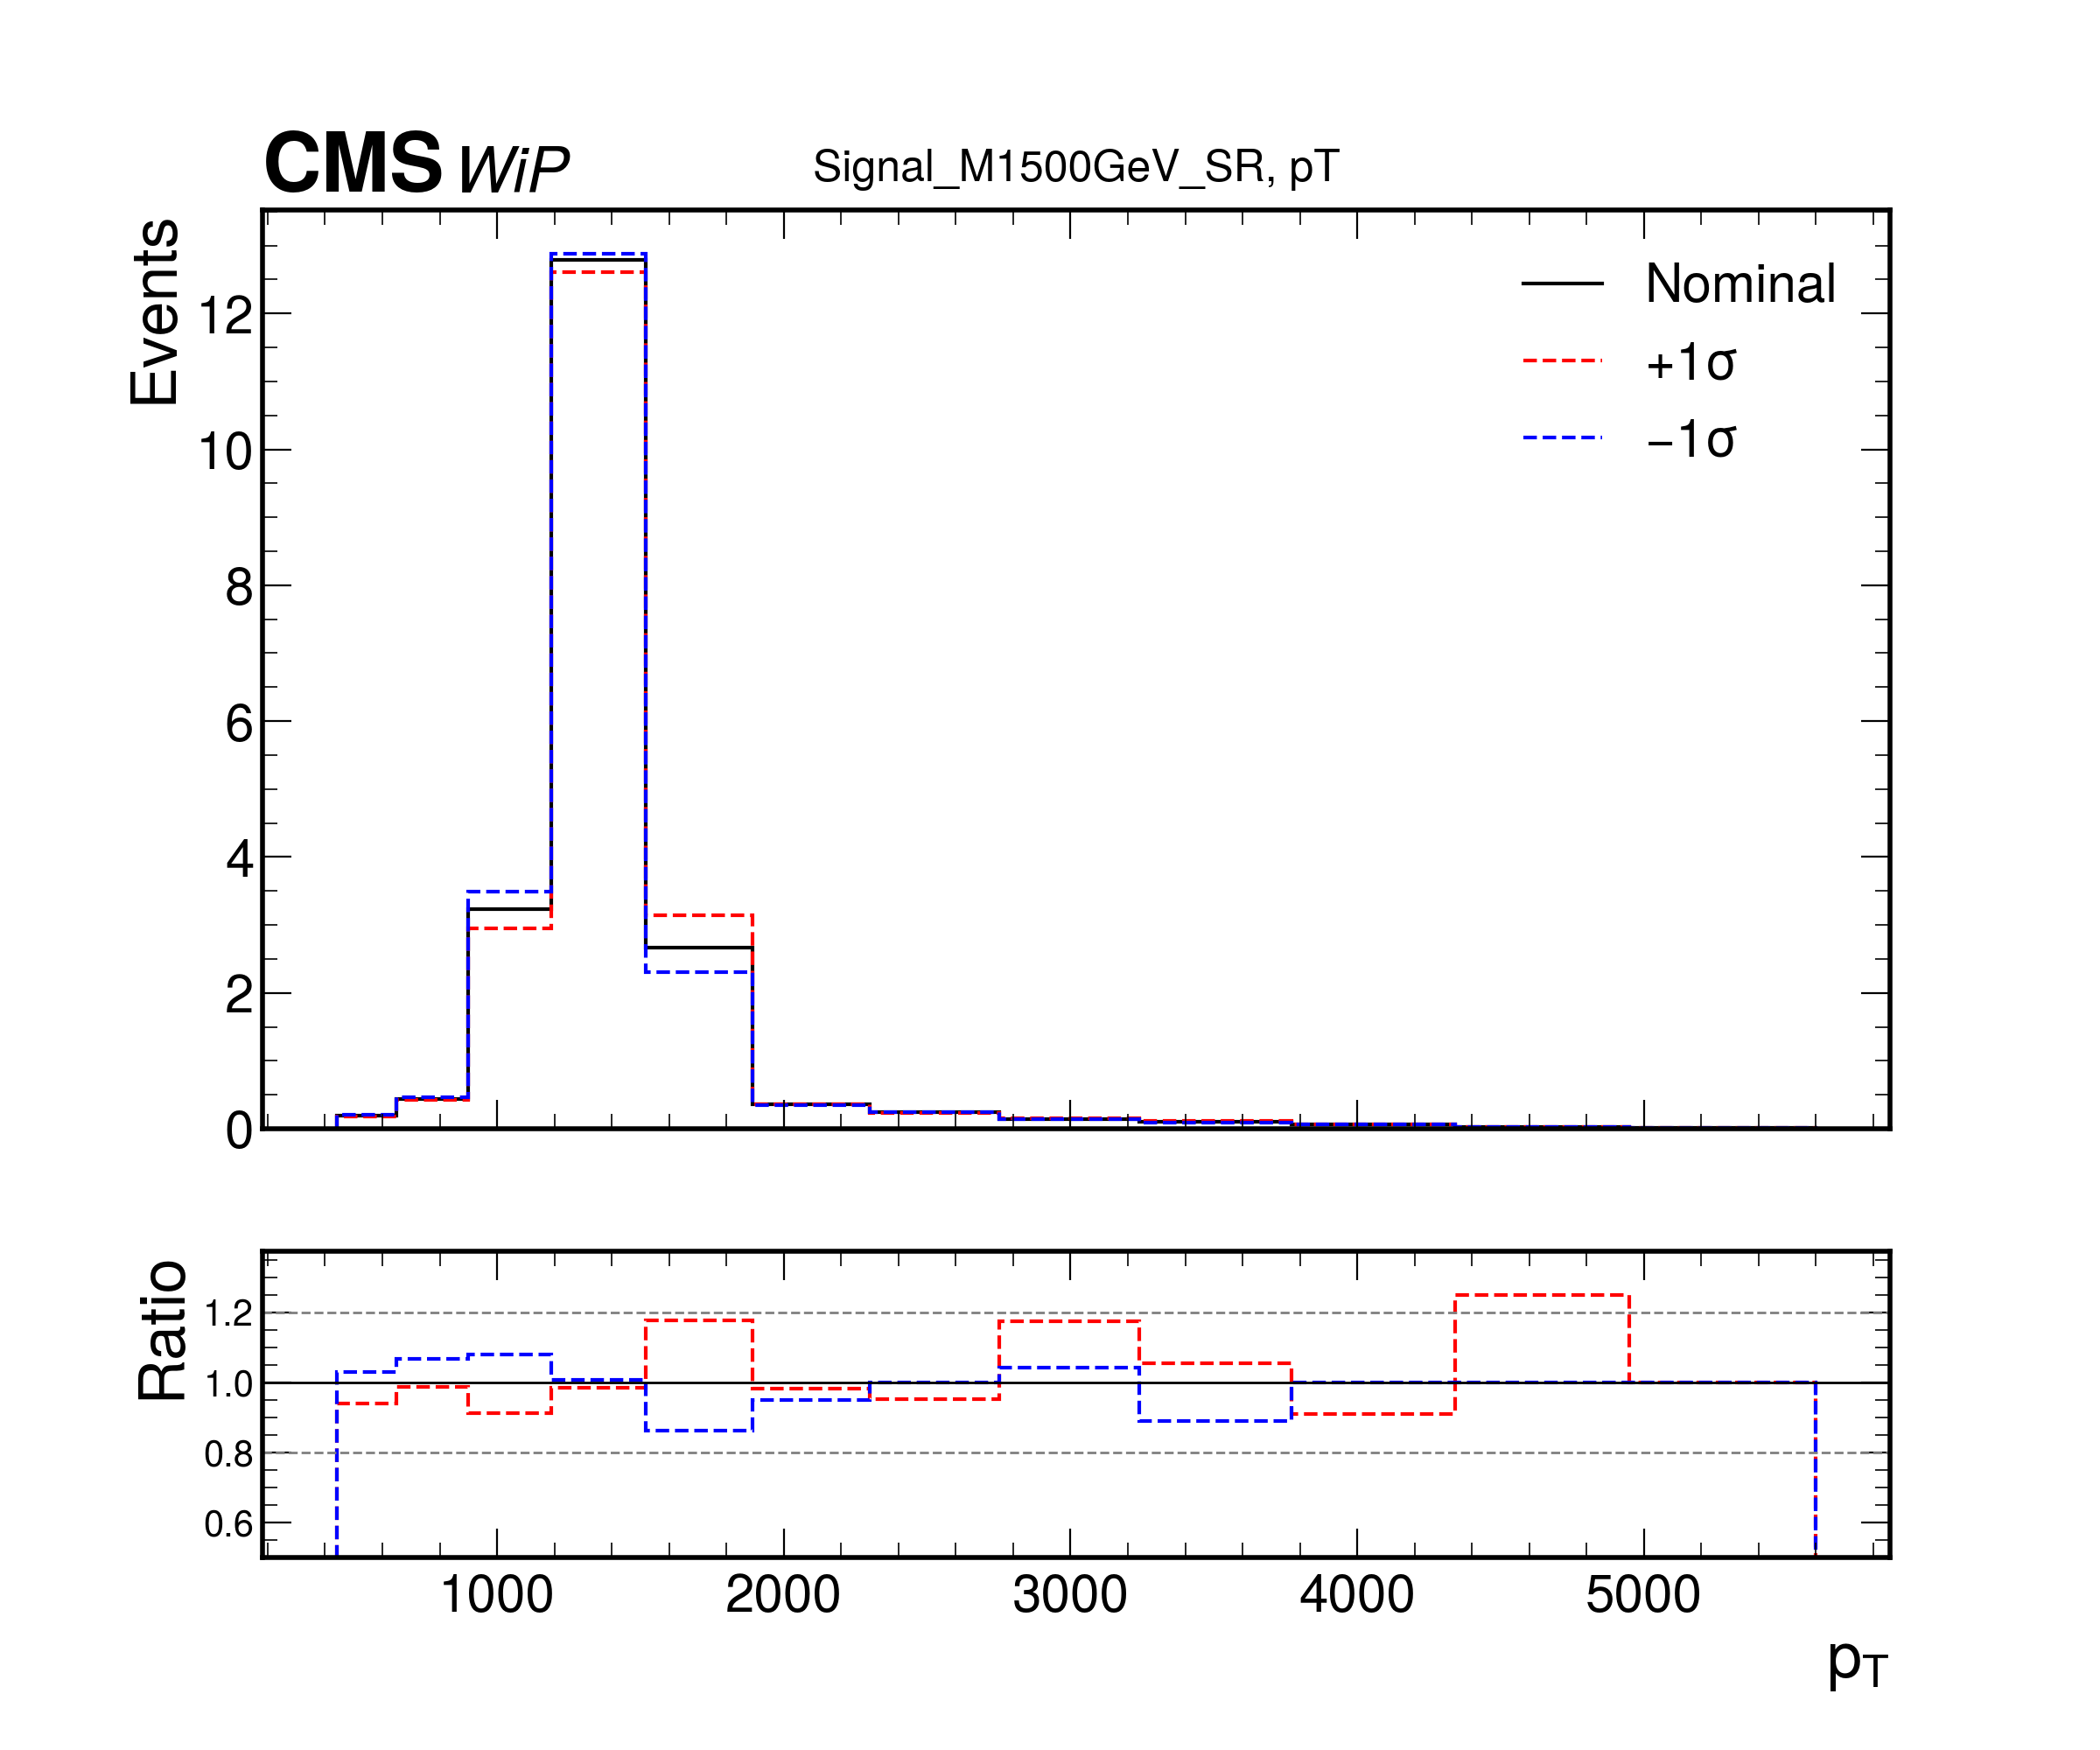 CMS WiP
Signal_M1500GeV_SR, pT
Events
12
10
8
6
4
2
0
Nominal
+1σ
−1σ
Ratio
1.2
1.0
0.8
0.6
1000 2000 3000 4000 5000
pT